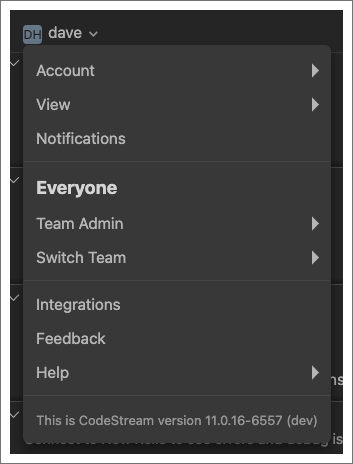 DH dave
Account
View
Notifications
Everyone
Team Admin
Switch Team
Integrations
Feedback
Help
This is CodeStream version 11.0.16-6557 (dev)